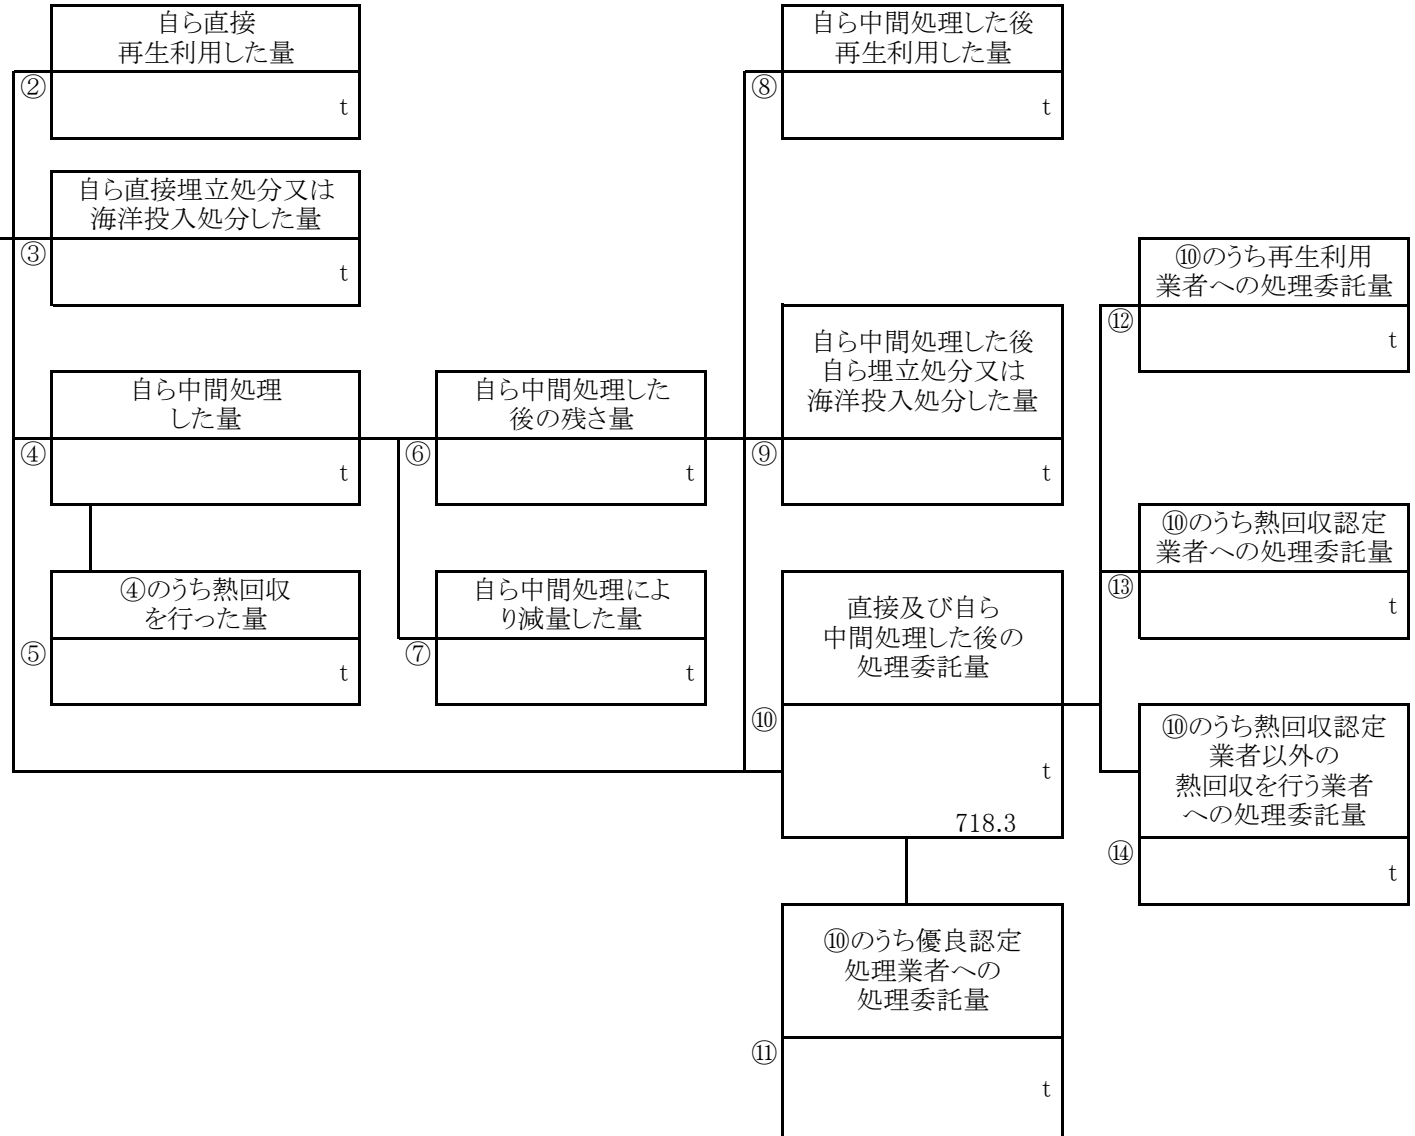 自ら直接
再生利用した量
②
t
自ら直接埋立処分又は
海洋投入処分した量
③
t
自ら中間処理
した量
④
t
④のうち熱回収
を行った量
⑤
t
自ら中間処理した
後の残さ量
⑥
t
自ら中間処理によ
り減量した量
⑦
t
自ら中間処理した後
再生利用した量
⑧
t
自ら中間処理した後
自ら埋立処分又は
海洋投入処分した量
⑨
t
直接及び自ら
中間処理した後の
処理委託量
⑩
t
718.3
⑩のうち優良認定
処理業者への
処理委託量
⑪
t
⑩のうち再生利用
業者への処理委託量
⑫
t
⑩のうち熱回収認定
業者への処理委託量
⑬
t
⑩のうち熱回収認定
業者以外の
熱回収を行う業者
への処理委託量
⑭
t